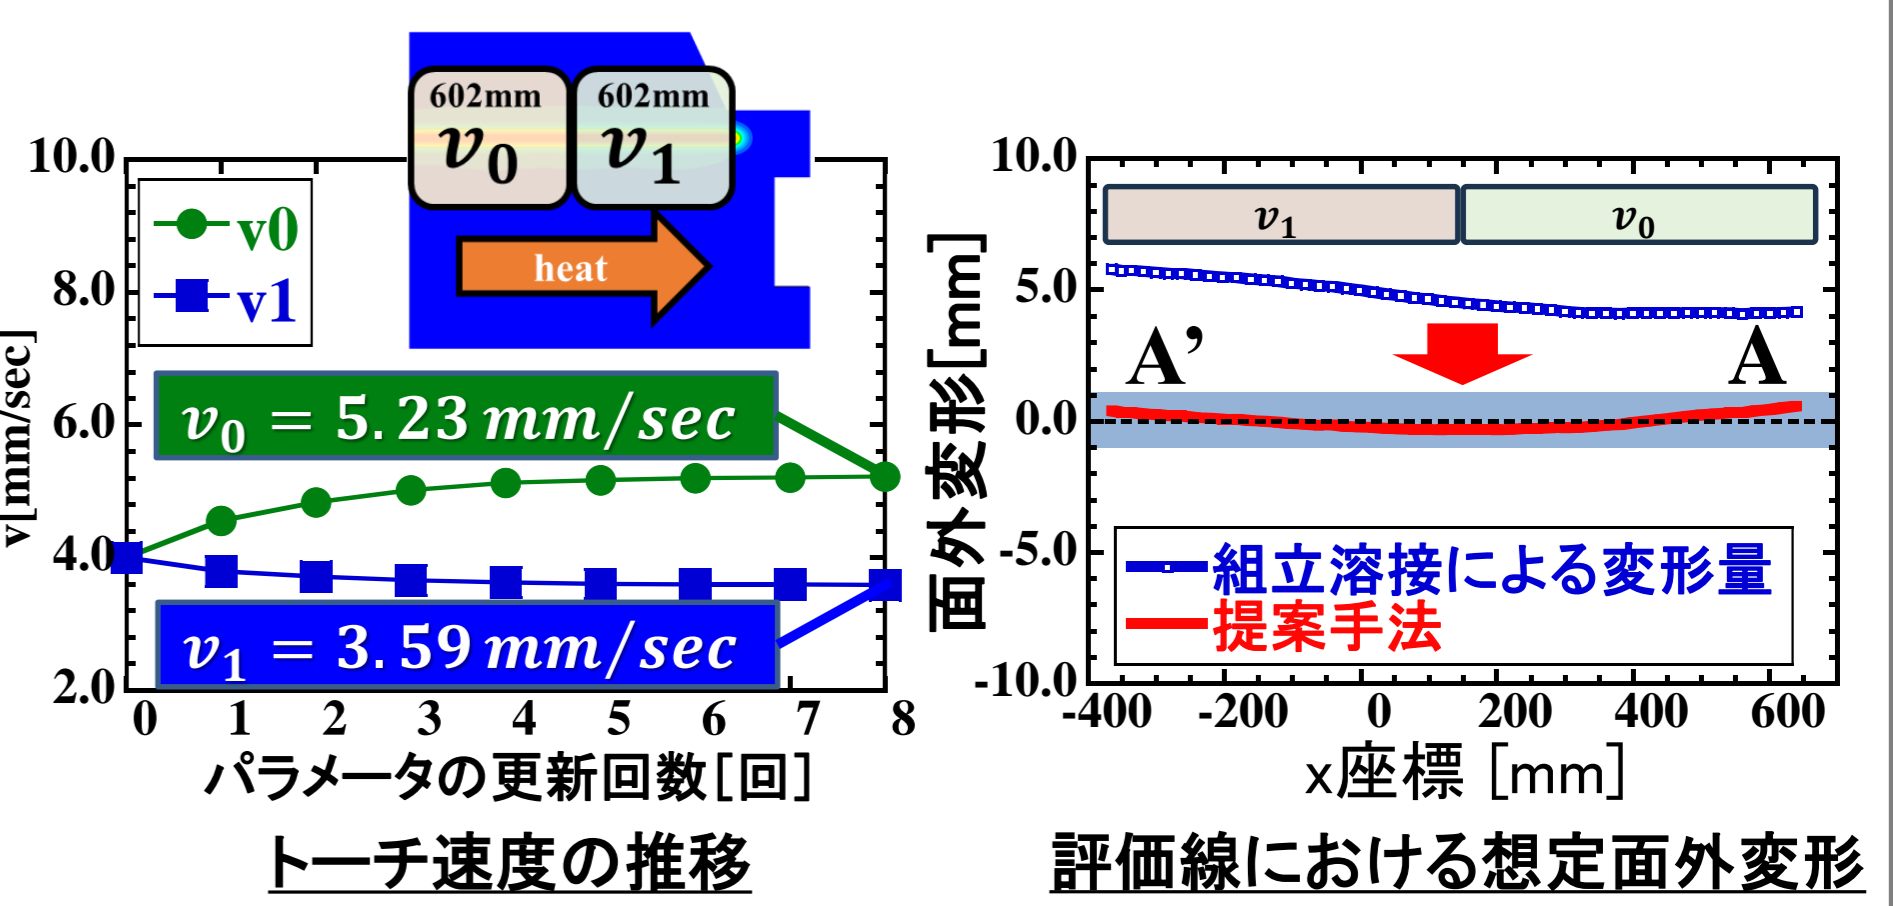 602mm
v0
602mm
v1
heat
v0
v1
v0 = 5.23 mm/sec
v1 = 3.59 mm/sec
10.0
8.0
6.0
4.0
2.0
v[mm/sec]
0 1 2 3 4 5 6 7 8
パラメータの更新回数[回]
トーチ速度の推移
10.0
5.0
0.0
-5.0
-10.0
面外変形[mm]
v1
v0
A’
A
組立溶接による変形量
提案手法
-400 -200 0 200 400 600
x座標 [mm]
評価線における想定面外変形